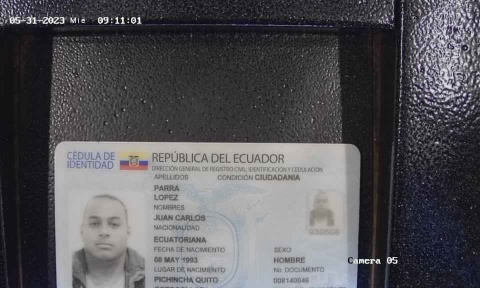 05-31-2023 Mie 09:11:01
CÉDULA DE IDENTIDAD
REPÚBLICA DEL ECUADOR
DIRECCIÓN GENERAL DE REGISTRO CIVIL, IDENTIFICACIÓN Y CEDULACIÓN
APELLIDOS CONDICIÓN CIUDADANIA
PARRA
LOPEZ
NOMBRES
JUAN CARLOS
NACIONALIDAD
ECUATORIANA
FECHA DE NACIMIENTO SEXO
08 MAY 1993 HOMBRE
LUGAR DE NACIMIENTO No. DOCUMENTO
PICHINCHA QUITO 008140046
Camera 05